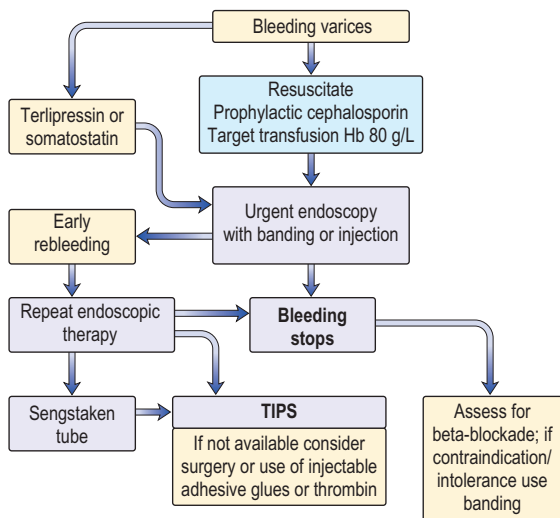 Bleeding varices
Resuscitate
Prophylactic cephalosporin
Target transfusion Hb 80 g/L
Terlipressin or
somatostatin
Urgent endoscopy
with banding or injection
Early
rebleeding
Repeat endoscopic
therapy
Bleeding
stops
Sengstaken
tube
TIPS
If not available consider
surgery or use of injectable
adhesive glues or thrombin
Assess for
beta-blockade; if
contraindication/
intolerance use
banding